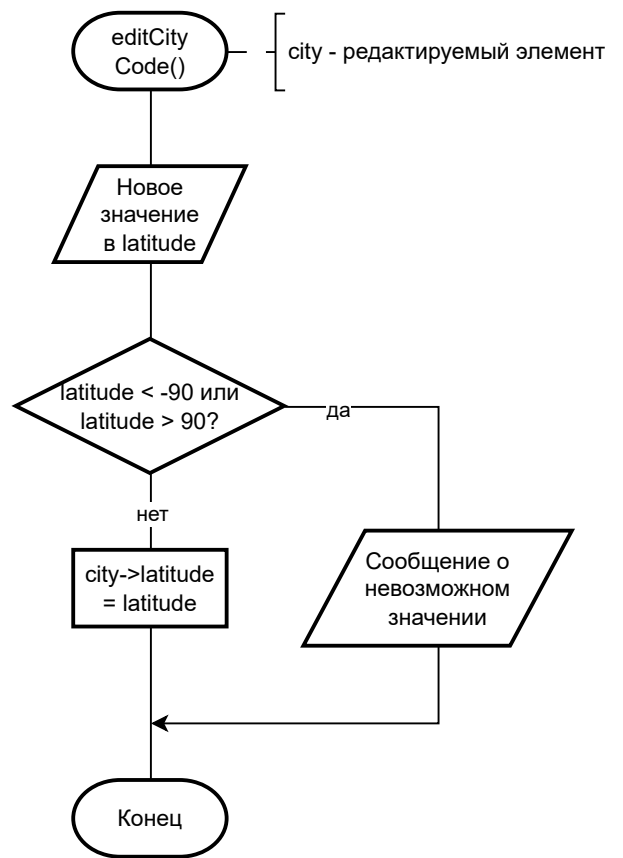 editCity
Code()
city - редактируемый элемент
Новое
значение
в latitude
latitude < -90 или
latitude > 90?
да
нет
city->latitude
= latitude
Сообщение о
невозможном
значении
Конец